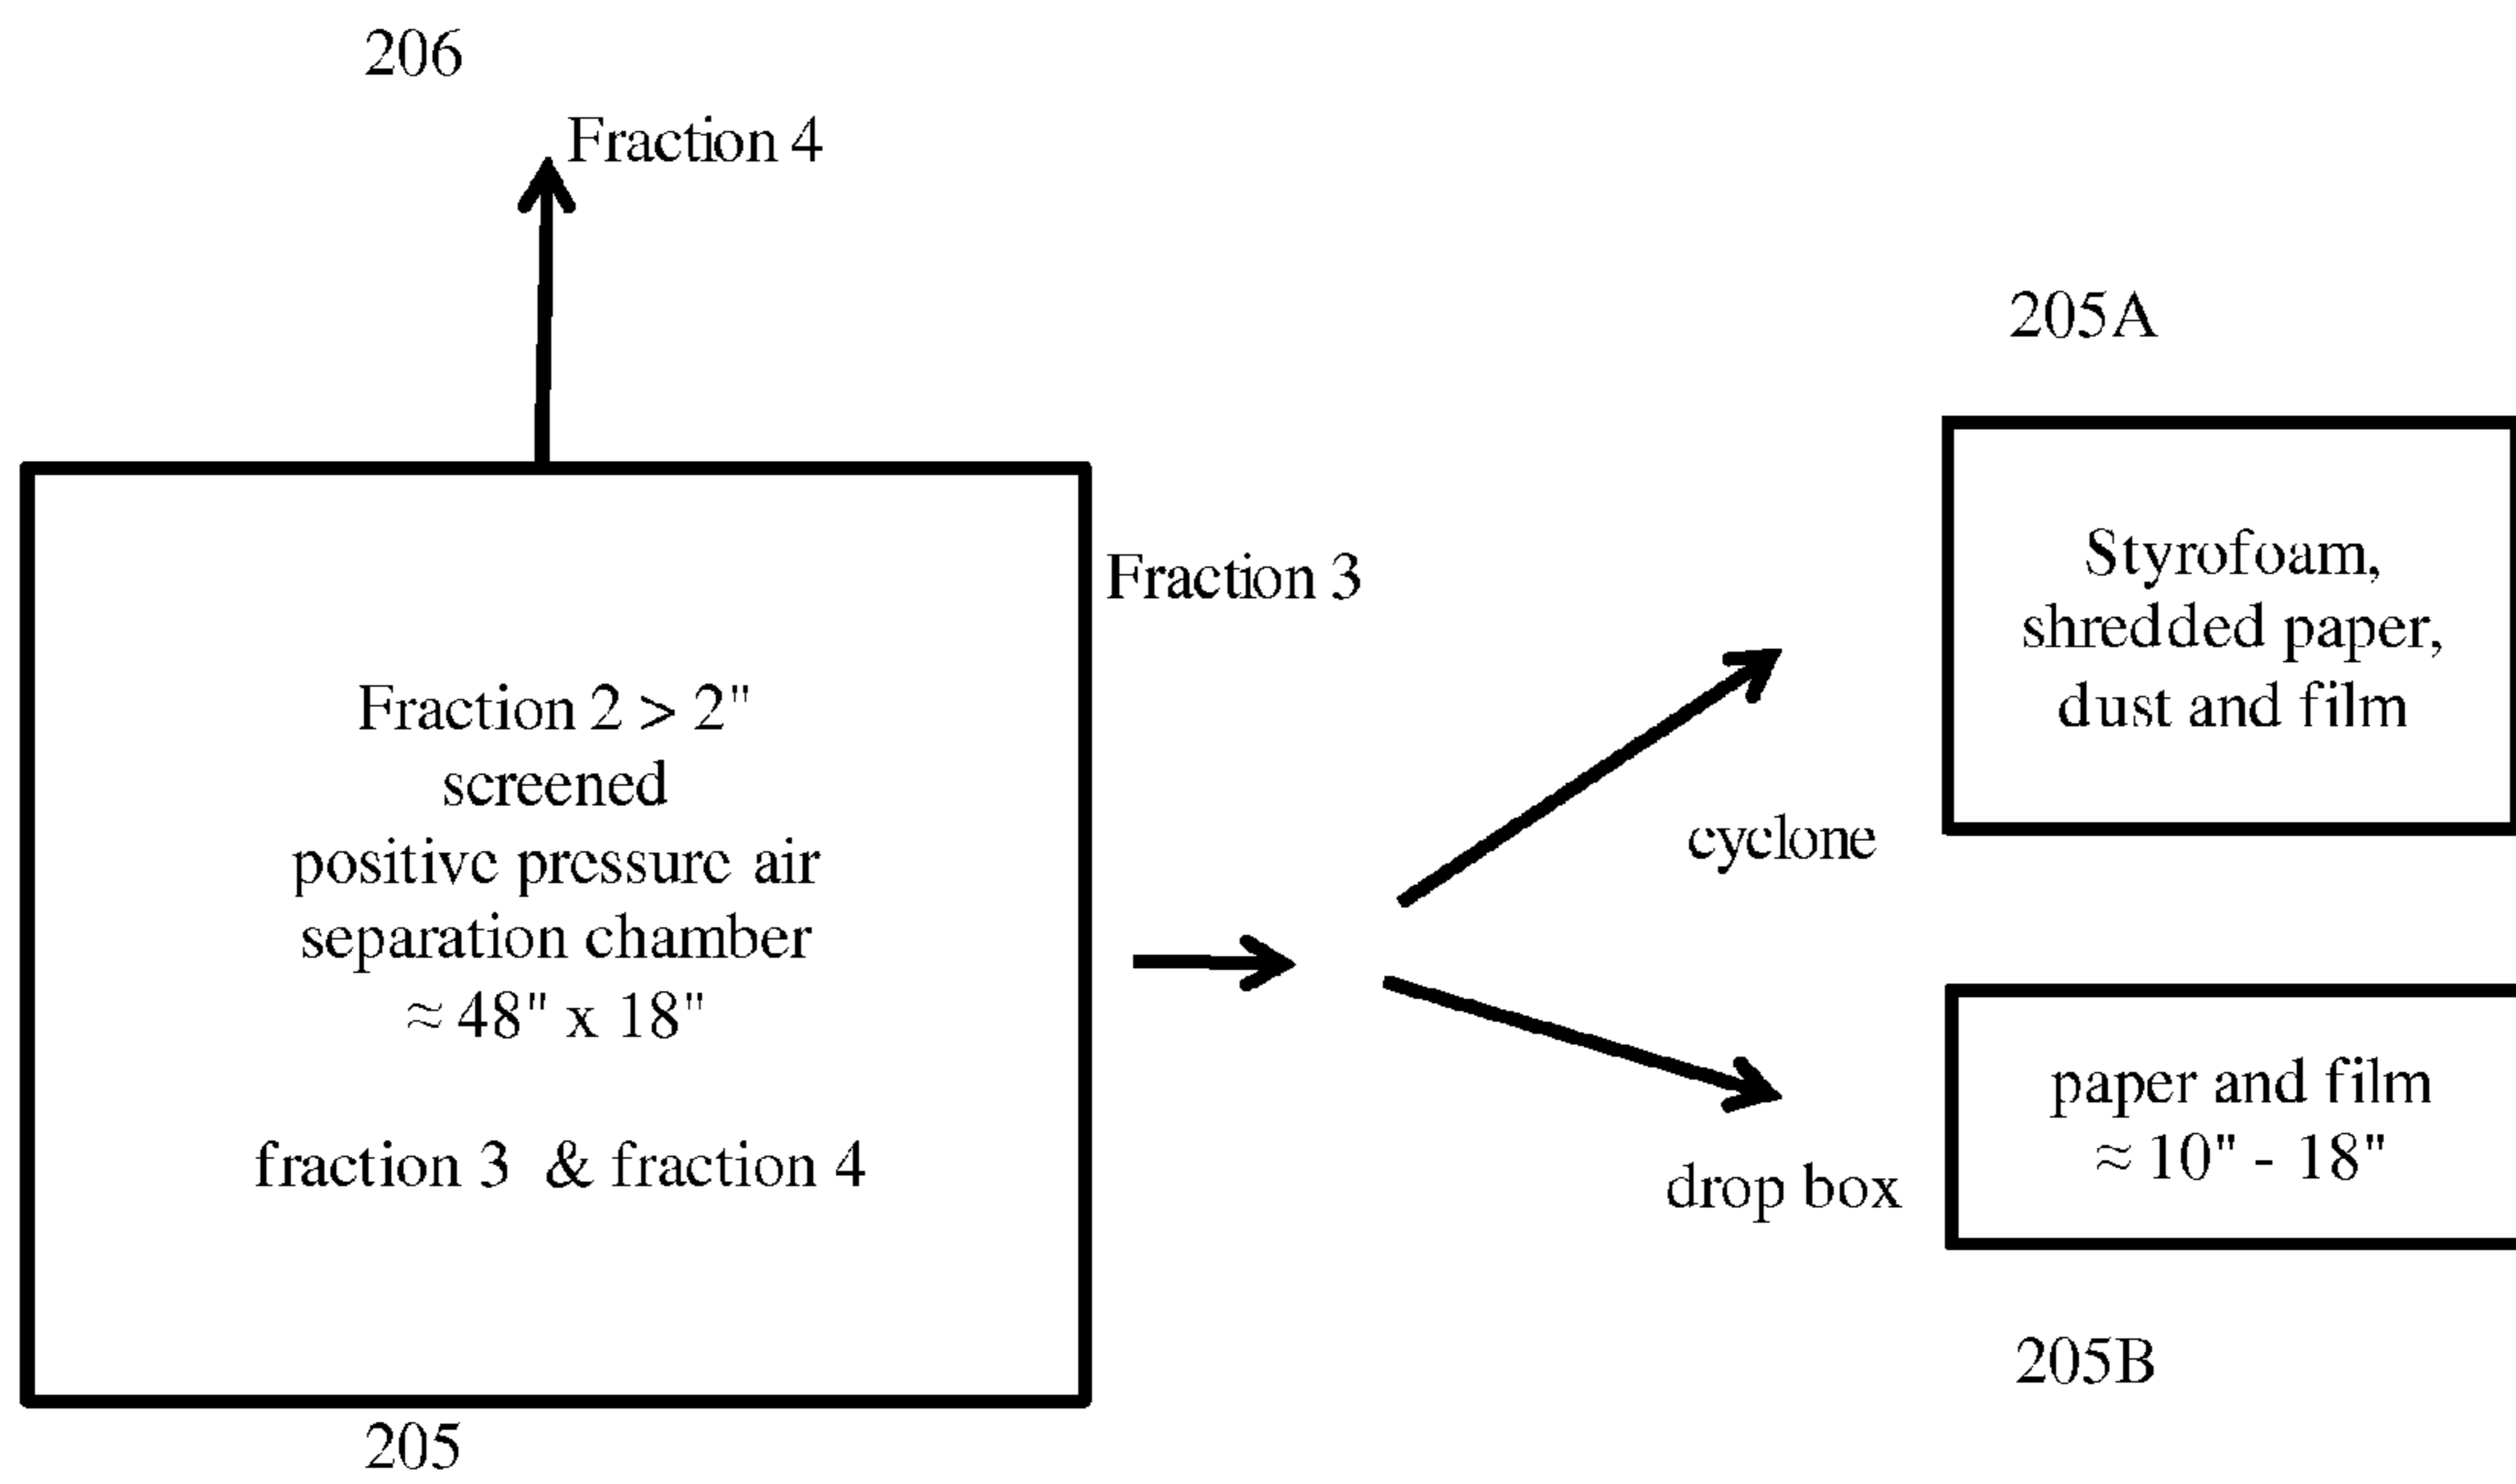 206
Fraction 4
205A
Fraction 3
Styrofoam,
shredded paper,
dust and film
Fraction 2 > 2"
screened
positive pressure air
separation chamber
≈ 48" x 18"
fraction 3 & fraction 4
cyclone
paper and film
≈ 10" - 18"
drop box
205B
205